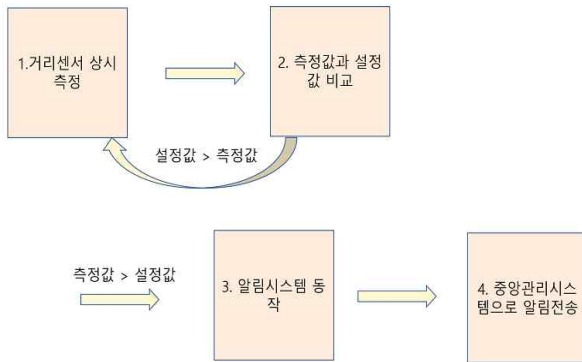 1.거리센서 상시
측정
2. 측정값과 설정
값 비교
설정값 > 측정값
측정값 > 설정값
3. 알림시스템 동
작
4. 중앙관리시스
템으로 알림전송